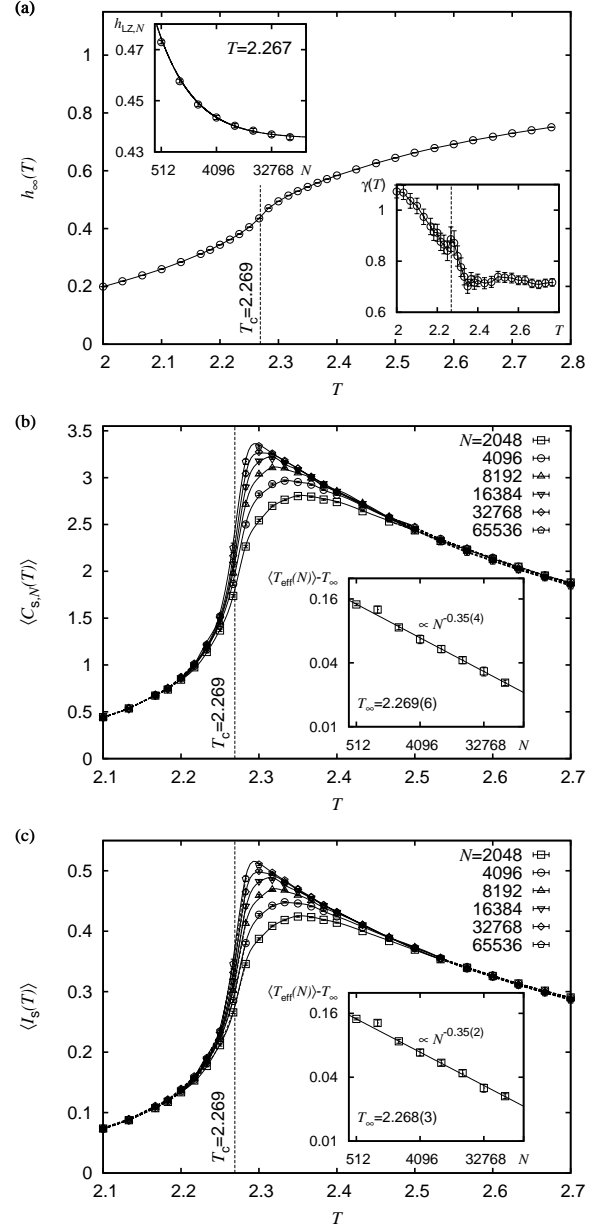 (a)
h∞(T)
1
0.8
0.6
0.4
0.2
0
2 2.1 2.2 2.3 2.4 2.5 2.6 2.7 2.8
T
Tc=2.269
hLZ,N
T=2.267
0.47
0.45
0.43
512 4096 32768 N
γ(T)
1
0.8
0.6
2 2.2 2.4 2.6 T
(b)
⟨Cs,N(T)⟩
3.5
3
2.5
2
1.5
1
0.5
0
2.1 2.2 2.3 2.4 2.5 2.6 2.7
T
Tc=2.269
N=2048
4096
8192
16384
32768
65536
⟨Teff(N)⟩-T∞
0.16
0.04
0.01
∝ N^-0.35(4)
T∞=2.269(6)
512 4096 32768 N
(c)
⟨Is(T)⟩
0.5
0.4
0.3
0.2
0.1
0
2.1 2.2 2.3 2.4 2.5 2.6 2.7
T
Tc=2.269
N=2048
4096
8192
16384
32768
65536
⟨Teff(N)⟩-T∞
0.16
0.04
0.01
∝ N^-0.35(2)
T∞=2.268(3)
512 4096 32768 N